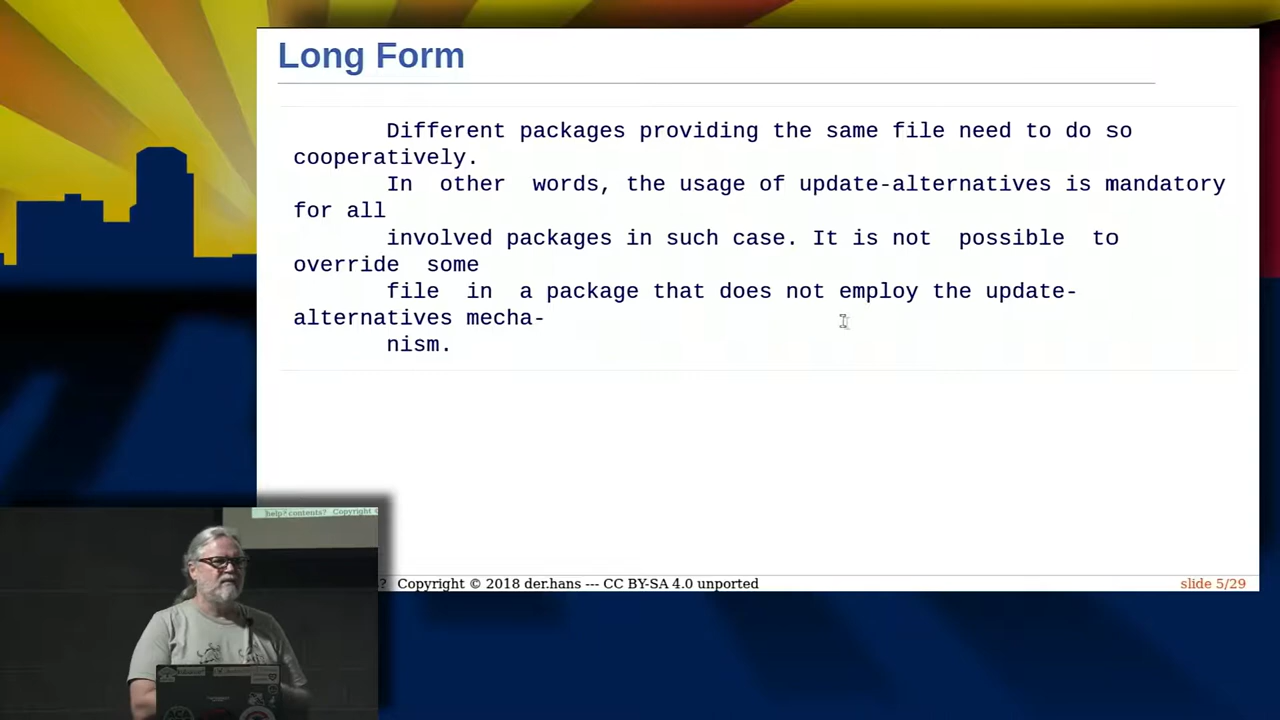 Long Form
Different packages providing the same file need to do so
cooperatively.
In other words, the usage of update-alternatives is mandatory
for all
involved packages in such case. It is not possible to
override some
file in a package that does not employ the update-
alternatives mecha-
nism.
help? contents? Copyright ©
? Copyright © 2018 der.hans --- CC BY-SA 4.0 unported
slide 5/29